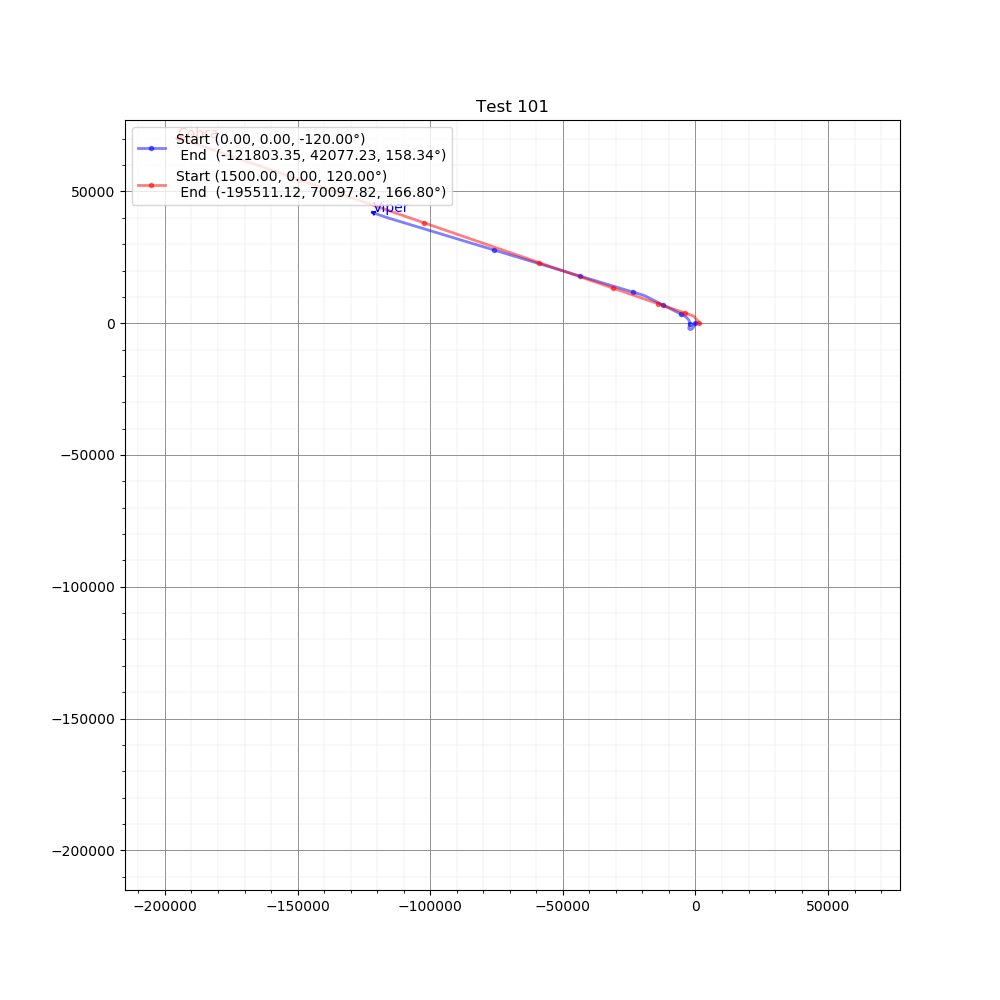 Test 101
Cobra
Start (0.00, 0.00, -120.00°)
End (-121803.35, 42077.23, 158.34°)
Start (1500.00, 0.00, 120.00°)
End (-195511.12, 70097.82, 166.80°)
Viper
50000
0
−50000
−100000
−150000
−200000
−200000 −150000 −100000 −50000 0 50000